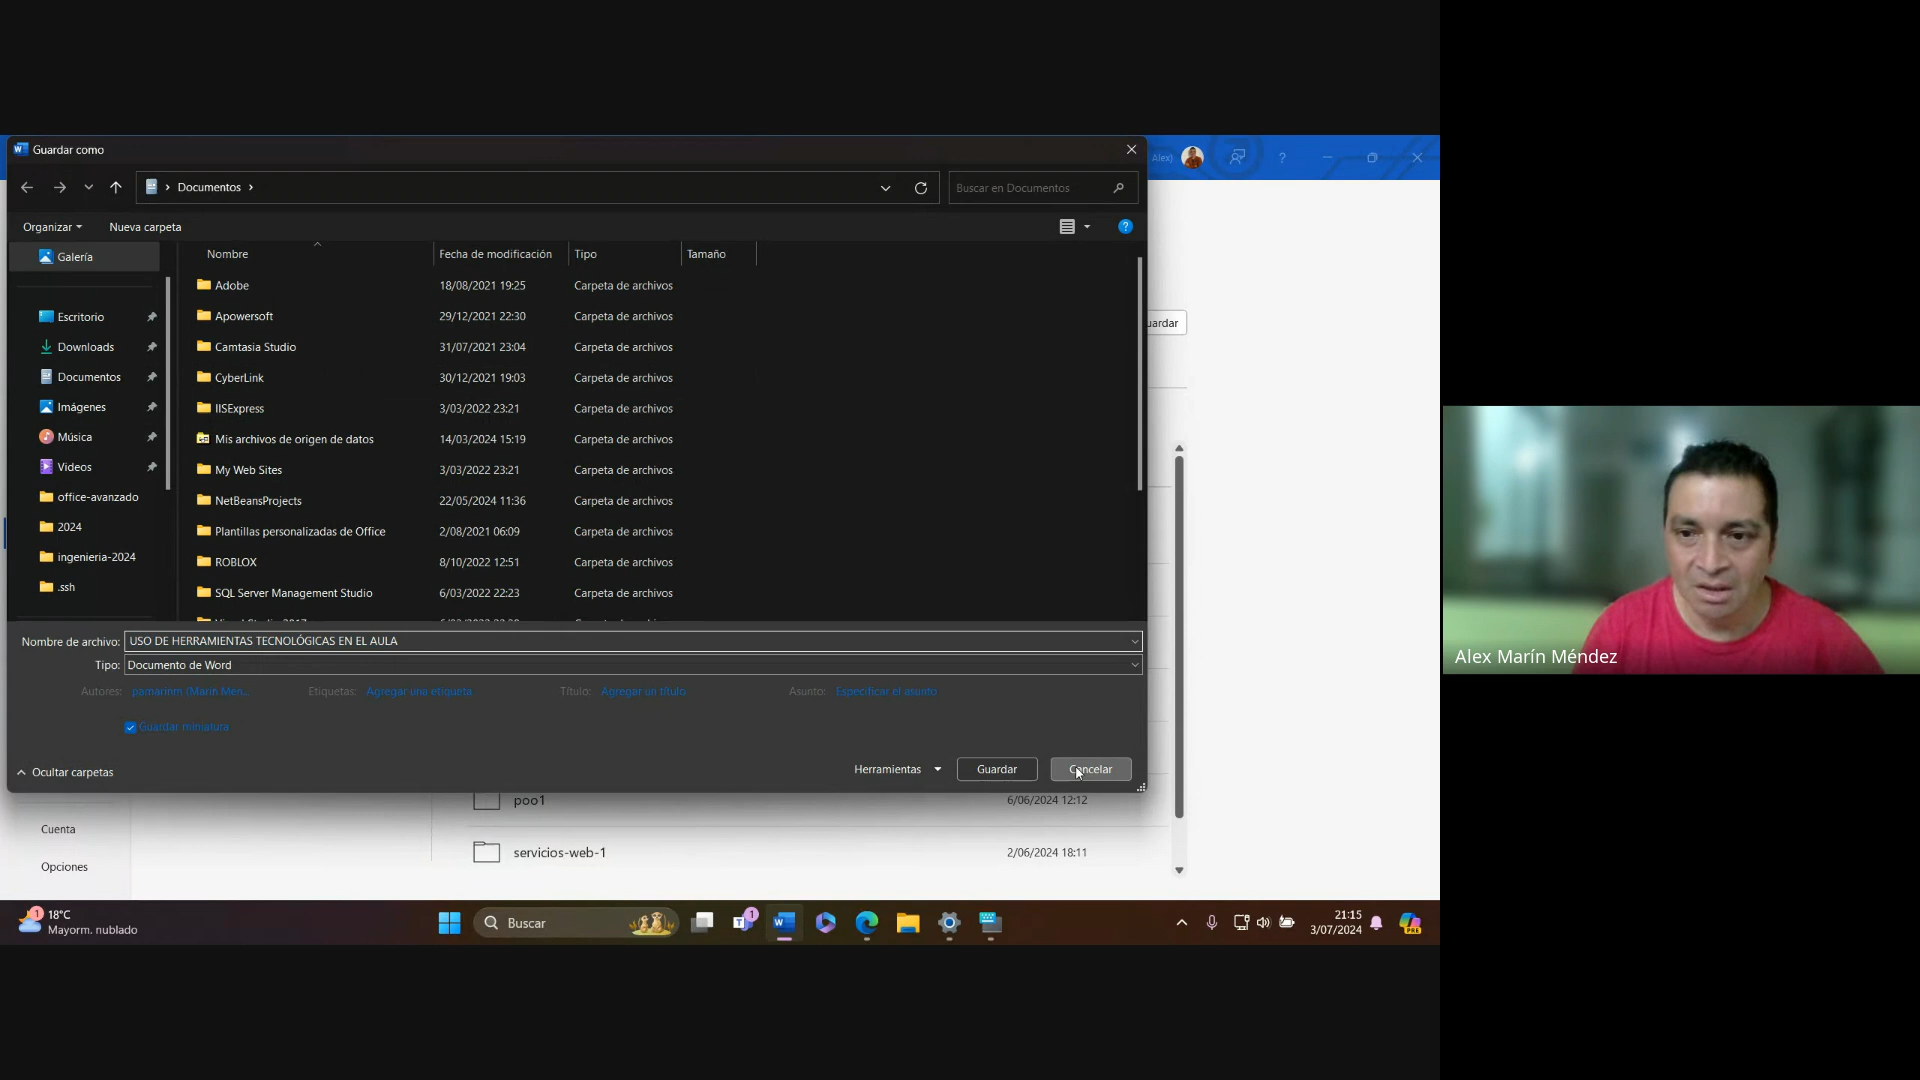 Guardar como
Alex)
Documentos
Buscar en Documentos
Organizar
Nueva carpeta
Galería
Nombre
Fecha de modificación
Tipo
Tamaño
Adobe
18/08/2021 19:25
Carpeta de archivos
Escritorio
Apowersoft
29/12/2021 22:30
Carpeta de archivos
uardar
Downloads
Camtasia Studio
31/07/2021 23:04
Carpeta de archivos
Documentos
CyberLink
30/12/2021 19:03
Carpeta de archivos
Imágenes
IISExpress
3/03/2022 23:21
Carpeta de archivos
Música
Mis archivos de origen de datos
14/03/2024 15:19
Carpeta de archivos
Videos
My Web Sites
3/03/2022 23:21
Carpeta de archivos
office-avanzado
NetBeansProjects
22/05/2024 11:36
Carpeta de archivos
2024
Plantillas personalizadas de Office
2/08/2021 06:09
Carpeta de archivos
ingenieria-2024
ROBLOX
8/10/2022 12:51
Carpeta de archivos
.ssh
SQL Server Management Studio
6/03/2022 22:23
Carpeta de archivos
Nombre de archivo: USO DE HERRAMIENTAS TECNOLÓGICAS EN EL AULA
Tipo: Documento de Word
Autores: pamarinm (Marín Mén...
Etiquetas: Agregar una etiqueta
Título: Agregar un título
Asunto: Especificar el asunto
Guardar miniatura
Ocultar carpetas
Herramientas
Guardar
Cancelar
poo1
6/06/2024 12:12
Cuenta
servicios-web-1
2/06/2024 18:11
Opciones
1
18°C
Mayorm. nublado
Buscar
1
21:15
3/07/2024
PRE
Alex Marín Méndez